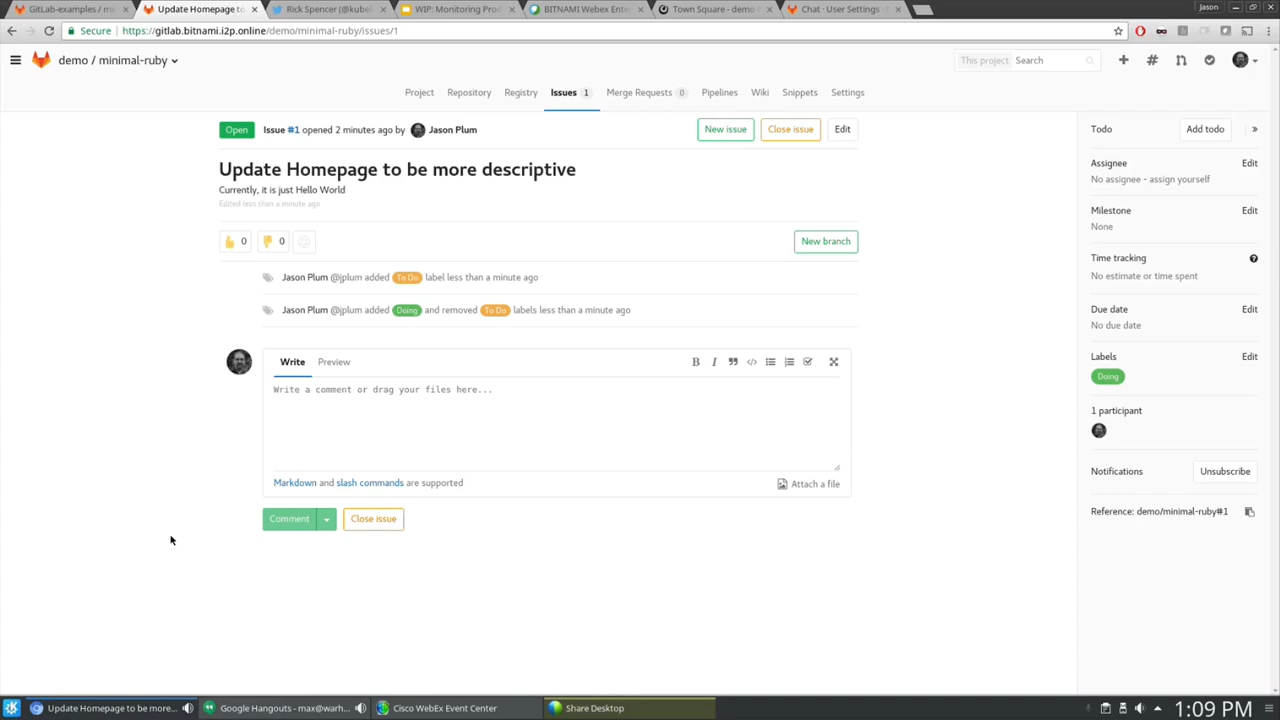 GitLab-examples / mi
Update Homepage to
Rick Spencer (@kubel
WIP: Monitoring Prod
BITNAMI Webex Ente
Town Square - demo
Chat · User Settings ·
Jason
Secure
https://gitlab.bitnami.i2p.online/demo/minimal-ruby/issues/1
demo / minimal-ruby
This project Search
Project Repository Registry Issues 1 Merge Requests 0 Pipelines Wiki Snippets Settings
Open Issue #1 opened 2 minutes ago by Jason Plum
New issue Close issue Edit
Update Homepage to be more descriptive
Currently, it is just Hello World
Edited less than a minute ago
0 0
New branch
Jason Plum @jplum added To Do label less than a minute ago
Jason Plum @jplum added Doing and removed To Do labels less than a minute ago
Write Preview
B I
Write a comment or drag your files here...
Markdown and slash commands are supported
Attach a file
Comment Close issue
Todo Add todo »
Assignee Edit
No assignee - assign yourself
Milestone Edit
None
Time tracking
No estimate or time spent
Due date Edit
No due date
Labels Edit
Doing
1 participant
Notifications Unsubscribe
Reference: demo/minimal-ruby#1
Update Homepage to be more...
Google Hangouts - max@warh...
Cisco WebEx Event Center
Share Desktop
1:09 PM